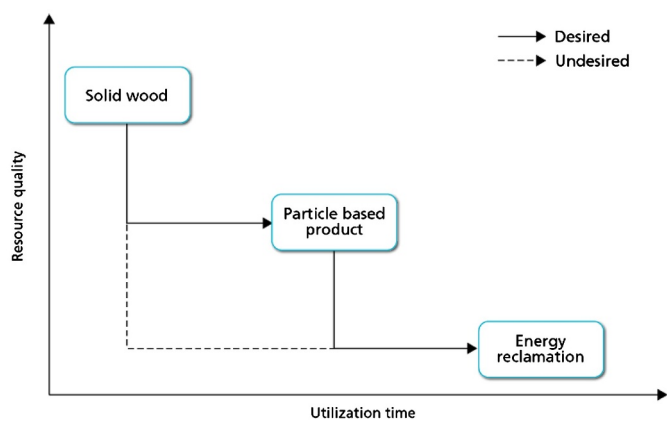 Desired
Undesired
Solid wood
Particle based
product
Energy
reclamation
Resource quality
Utilization time